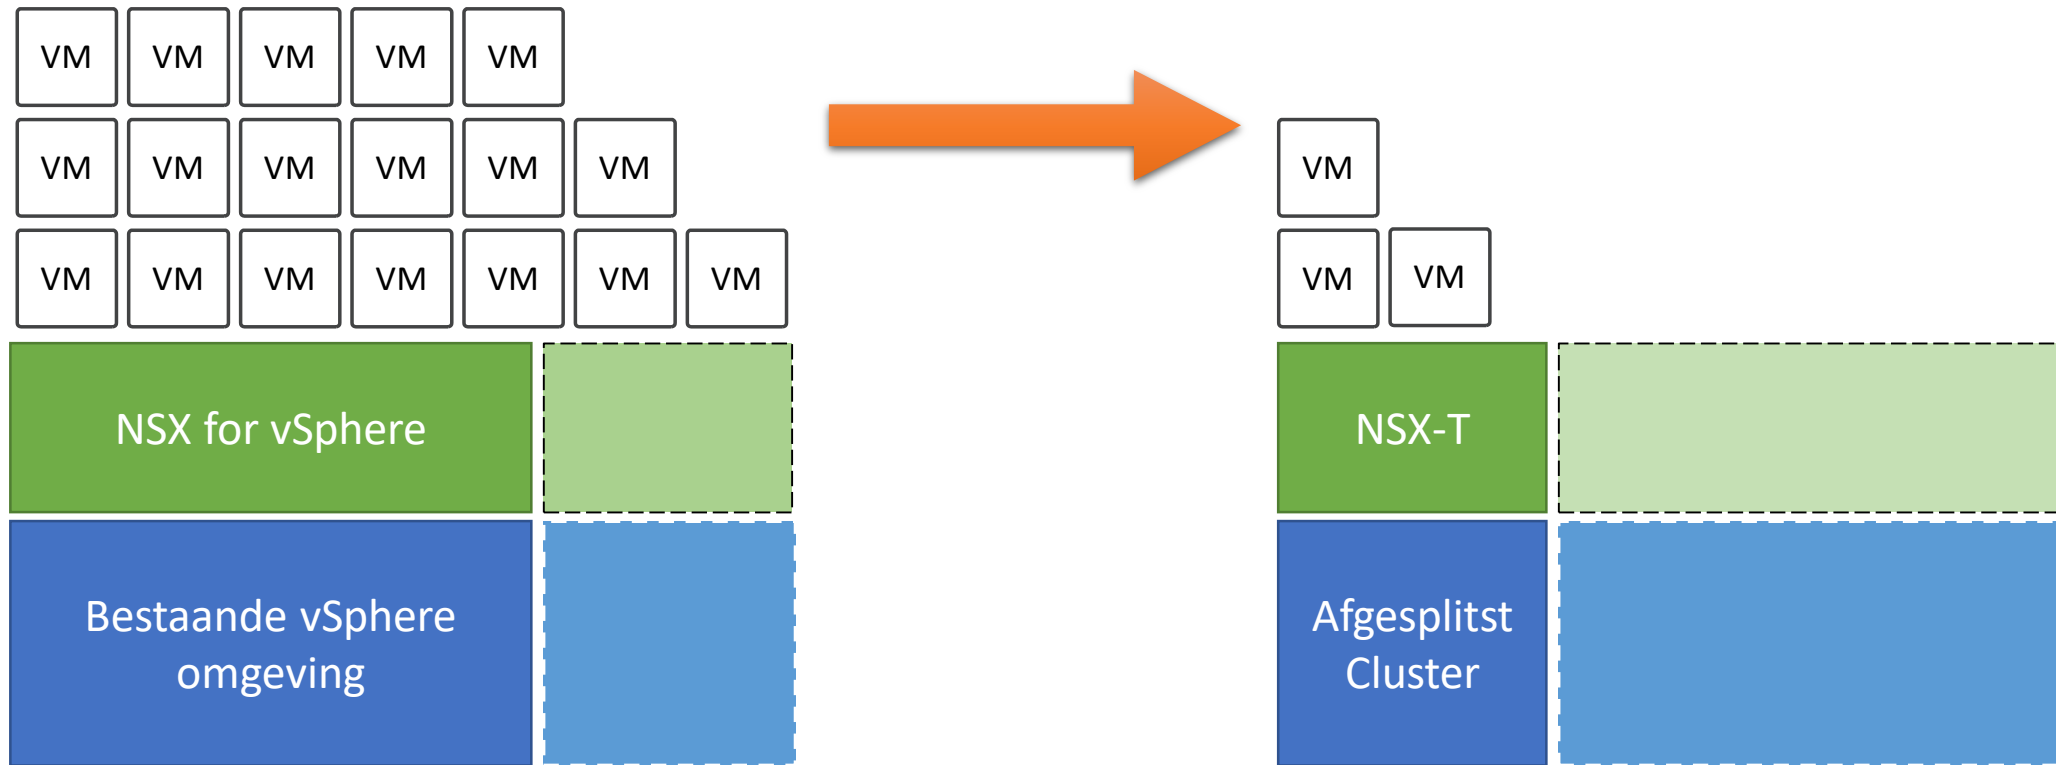 VM VM VM VM VM
VM VM VM VM VM VM VM
VM VM VM VM VM VM VM VM VM
NSX for vSphere NSX-T
Bestaande vSphere Afgesplitst
omgeving Cluster